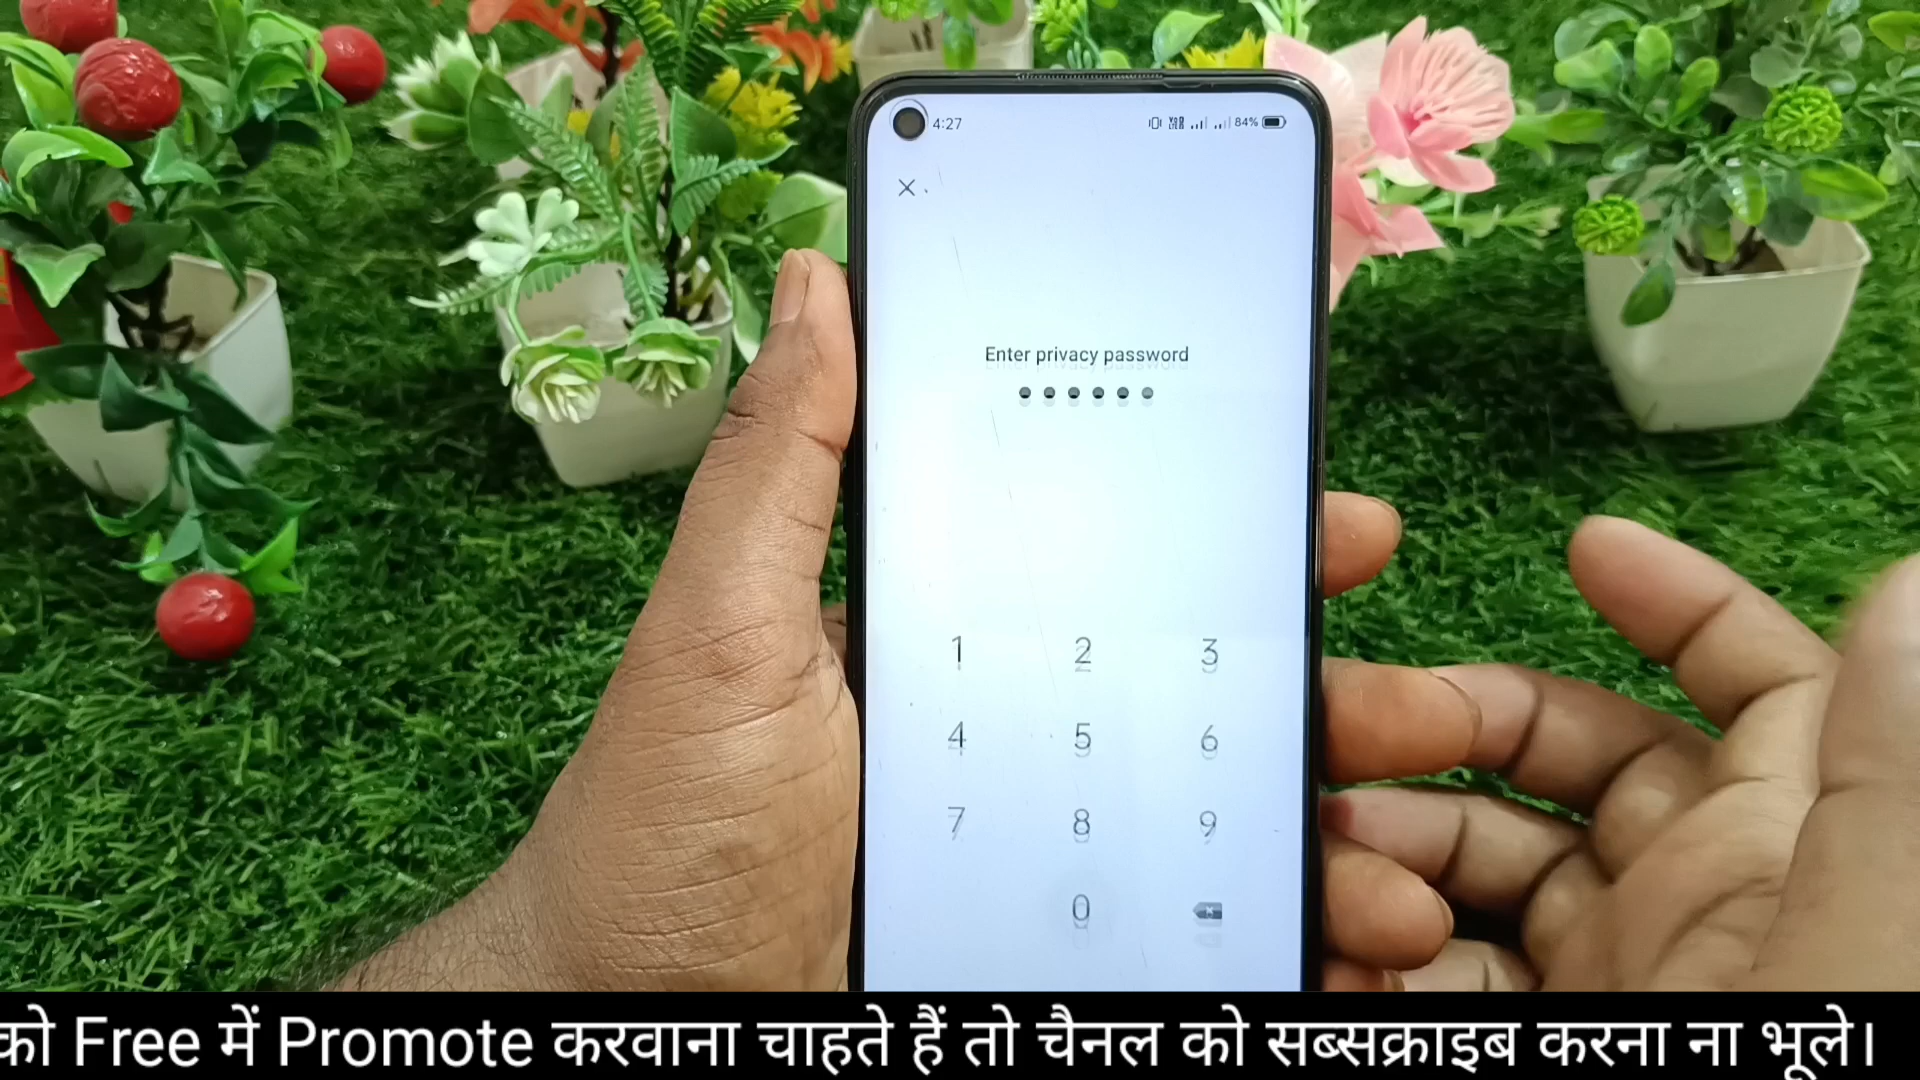 4:27
84%
Enter privacy password
1 2 3
4 5 6
7 8 9
0
को Free में Promote करवाना चाहते हैं तो चैनल को सब्सक्राइब करना ना भूले।